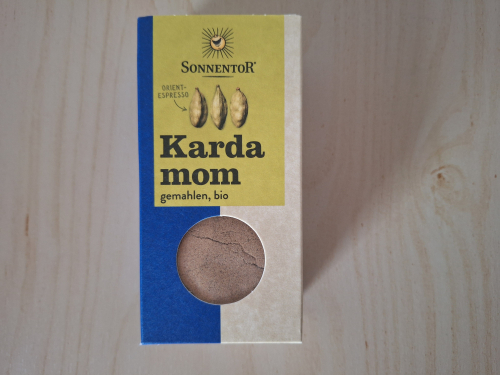 SONNENTOR
ORIENT-
ESPRESSO
Karda
mom
gemahlen, bio